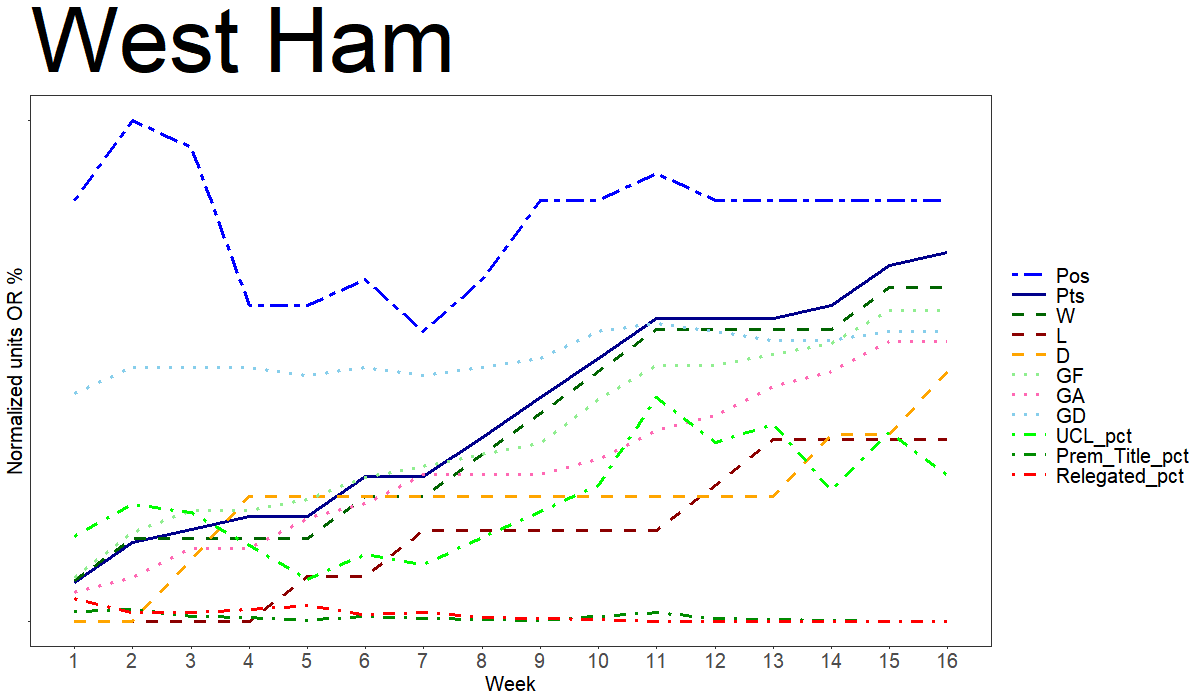 West Ham
Normalized units OR %
Pos
Pts
W
L
D
GF
GA
GD
UCL_pct
Prem_Title_pct
Relegated_pct
1 2 3 4 5 6 7 8 9 10 11 12 13 14 15 16
Week